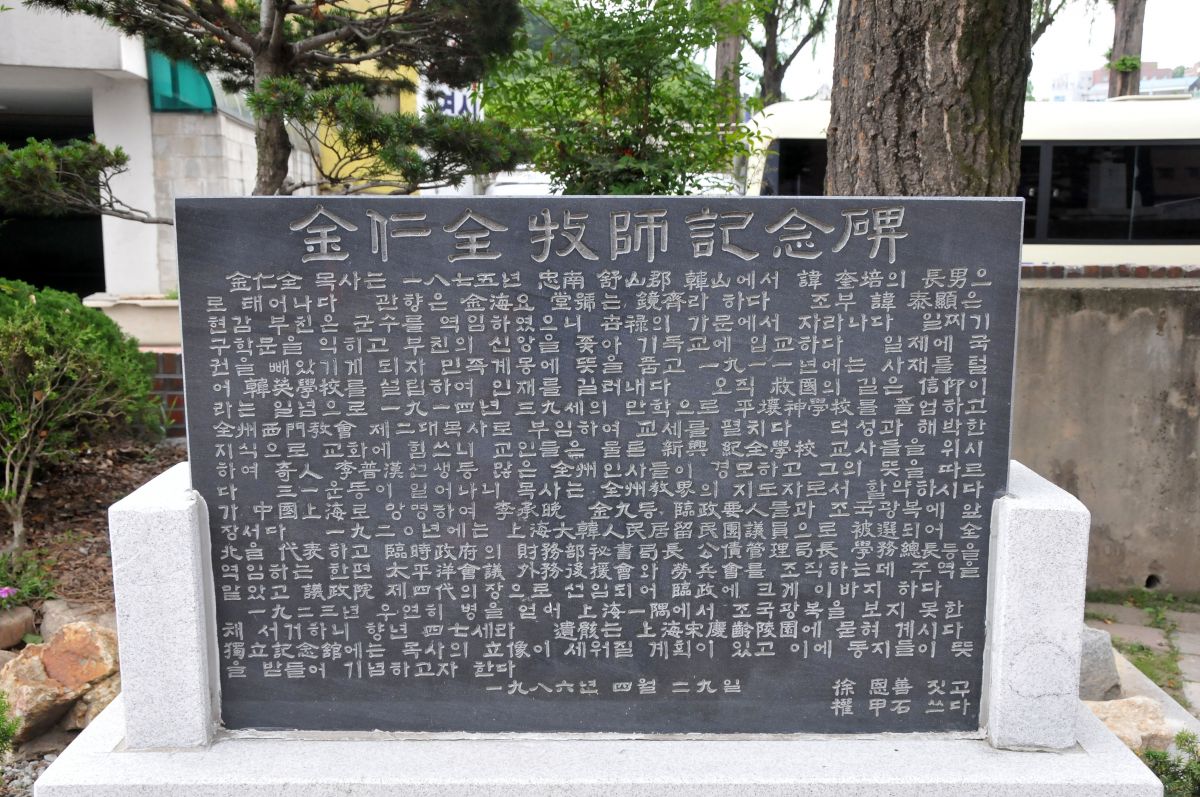 金仁全 牧師記念碑
金仁全 목사는 一八七五年 忠南 舒山郡 韓山에서 諱 奎培의 長男으
로 태어나다 관향은 金海요 堂號는 鏡齊라 하다 조부 諱 泰顯은
현감 부친은 군수를 역임하였으니 古祿의 가문에서 자라나다 일찌기
구학문을 익히고 부친의 신앙을 쫓아 기독교에 입교하다 일제에 국
권을 빼았기게 되자 민족계몽에 뜻을 품고 一九一一년에는 사재를 털
어 韓英學校를 설립하여 인재를 길러내다 오직 救國의 길은 信仰이
라는 일념으로 一九一四年 三九세의 만학으로 平壤神學校를 졸업하고
全州西門教會 제二대목사로 부임하여 교세를 펼치다 덕성과 해박한
지식으로 교화에 힘쓰니 교인들은 물론 新興 紀全學校 교사들을 위시
하여 奇人 李普漢선생등 많은 全州인사들이 경모하고 그의 뜻을 따르
다 三一운동이 일어나니 목사는 全州敎界의 지도자로서 활약하시다
가 中國上海로 망명하여 李承晩 金九등 臨政要人들과 조국광복에 앞
장서다 一九二○년에는 上海大韓人民居留民團議員으로 被選되어 全
北을 代表하고 臨時政府의 財務部秘書局長 公債管理局長 學務總長등을
역임하는 한편 太平洋會議 外務後援會와 勞兵會를 조직하는데 주역을
맡았고 議政院 제四代의장으로 선임되어 臨政에 크게 이바지 하다
一九二三년 우연히 병을 얻어 上海一隅에서 조국광복을 보지 못한
채 서거하니 향년 四七세라 遺骸는 上海宋慶齡陵園에 묻혀 계시다
獨立記念館에는 목사의 立像이 세워질 계획이 있고 이에 동지들이 뜻
을 받들어 기념하고자 한다
一九八六년 四월 二九일 徐恩善 짓고
權甲石 쓰다